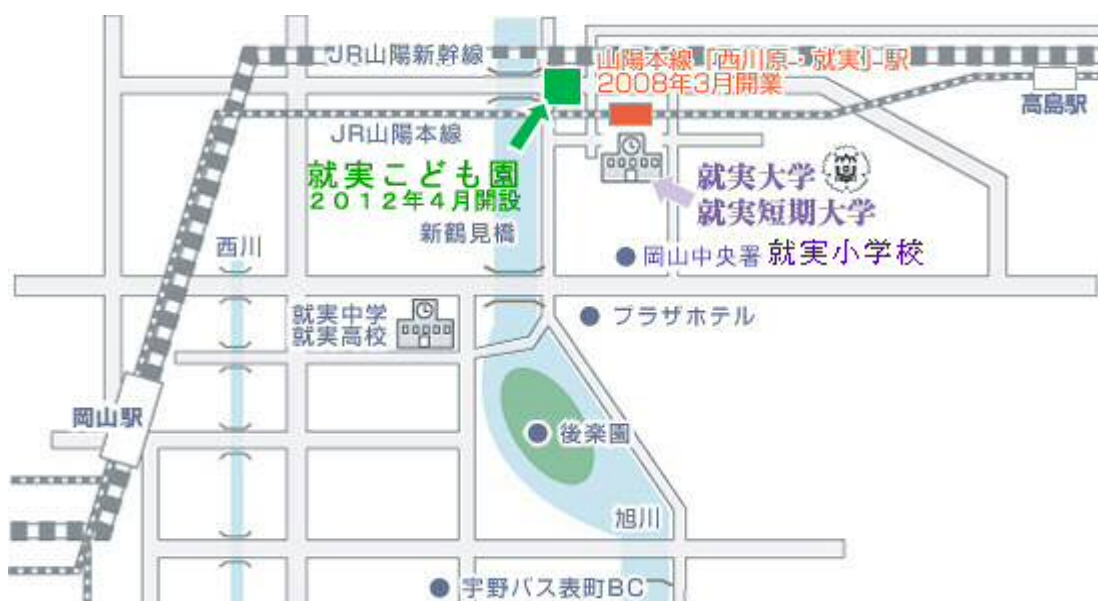 JR山陽新幹線
山陽本線「西川原・就実」駅
2008年3月開業
高島駅
JR山陽本線
就実こども園
2012年4月開設
就実大学
就実短期大学
新鶴見橋
西川
岡山中央署 就実小学校
就実中学
就実高校
プラザホテル
岡山駅
後楽園
旭川
宇野バス表町BC